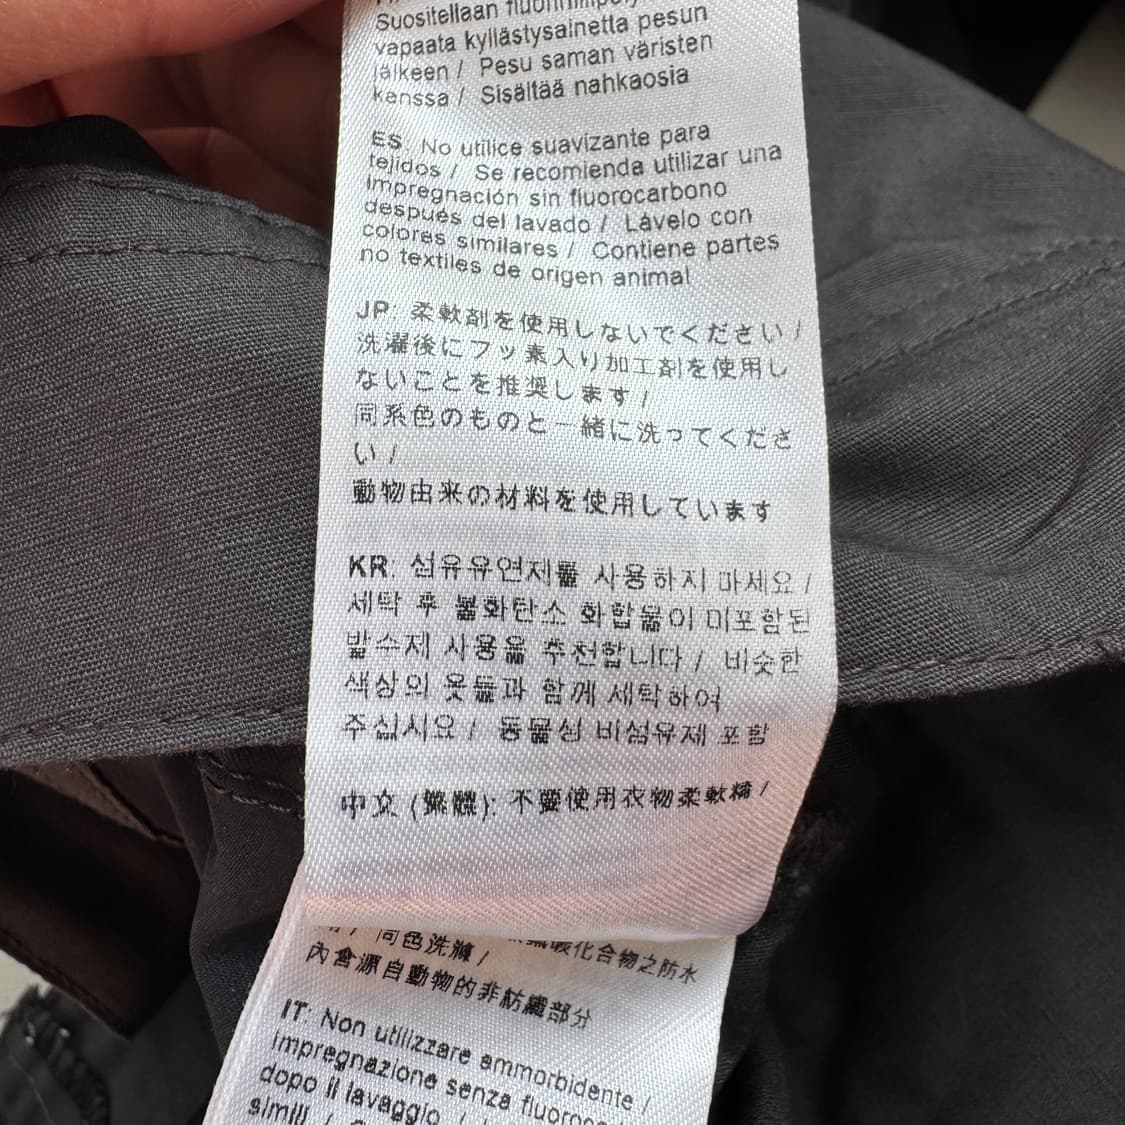 Suositellaan
vapaata kyllästysainetta pesun
jälkeen / Pesu saman väristen
kanssa / Sisältää nahkaosia
ES: No utilice suavizante para
tejidos / Se recomienda utilizar una
impregnación sin fluorocarbono
después del lavado / Lávelo con
colores similares / Contiene partes
no textiles de origen animal
JP: 柔軟剤を使用しないでください /
洗濯後にフッ素入り加工剤を使用し
ないことを推奨します /
同系色のものと一緒に洗ってくださ
い /
動物由来の材料を使用しています
KR: 섬유유연제를 사용하지 마세요 /
세탁 후 불화탄소 화합물이 미포함된
발수제 사용을 추천합니다 / 비슷한
색상의 옷들과 함께 세탁하여
주십시요 / 동물성 비섬유제 포함
中文 (繁體): 不要使用衣物柔軟精 /
碳化合物之防水
/ 同色洗滌 /
內含源自動物的非紡織部分
IT: Non utilizzare ammorbidente /
impregnazione senza
dopo il lavaggio /
simili /